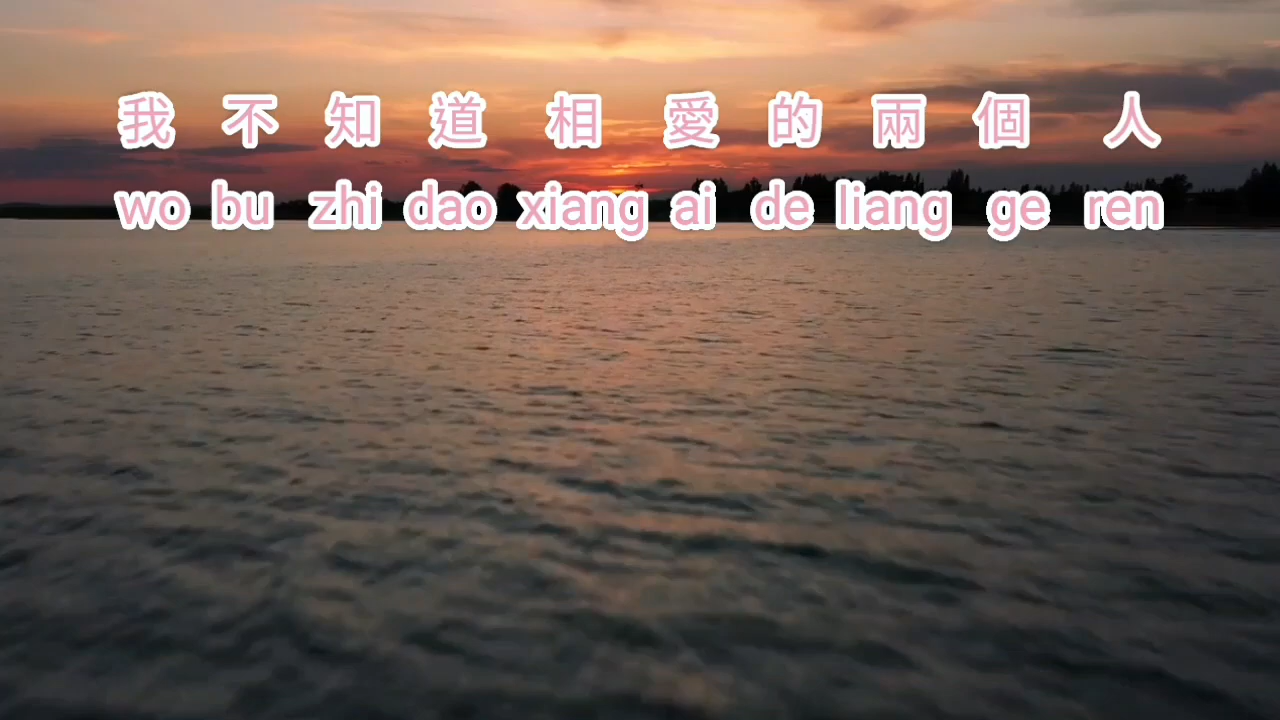 我 不 知 道 相 愛 的 兩 個 人
wo bu zhi dao xiang ai de liang ge ren